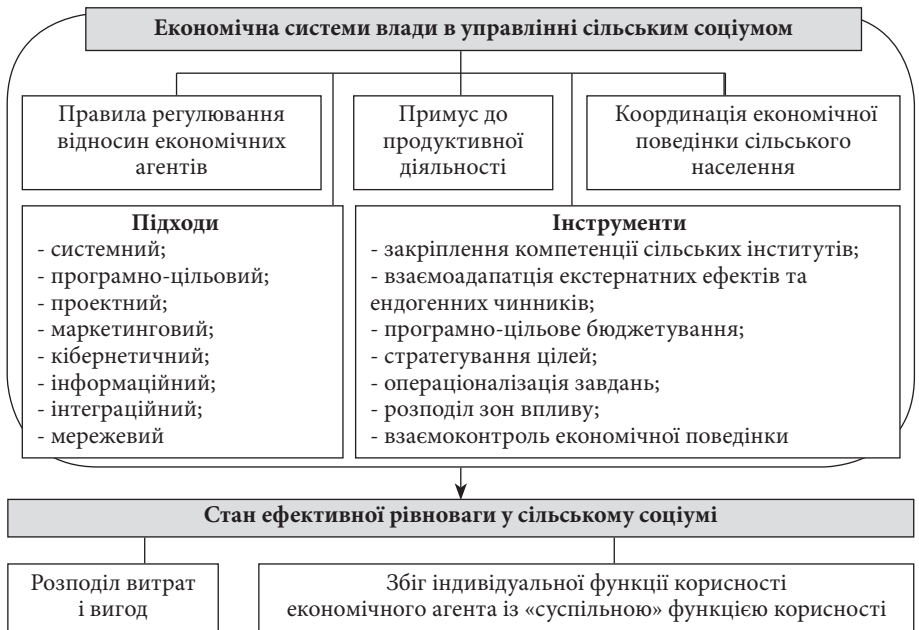 Економічна системи влади в управлінні сільським соціумом
Правила регулювання
відносин економічних
агентів
Примус до
продуктивної
діяльності
Координація економічної
поведінки сільського
населення
Підходи
- системний;
- програмно-цільовий;
- проектний;
- маркетинговий;
- кібернетичний;
- інформаційний;
- інтеграційний;
- мережевий
Інструменти
- закріплення компетенції сільських інститутів;
- взаємоадапатція екстернатних ефектів та
ендогенних чинників;
- програмно-цільове бюджетування;
- стратегування цілей;
- операціоналізація завдань;
- розподіл зон впливу;
- взаємоконтроль економічної поведінки
Стан ефективної рівноваги у сільському соціумі
Розподіл витрат
і вигод
Збіг індивідуальної функції корисності
економічного агента із «суспільною» функцією корисності